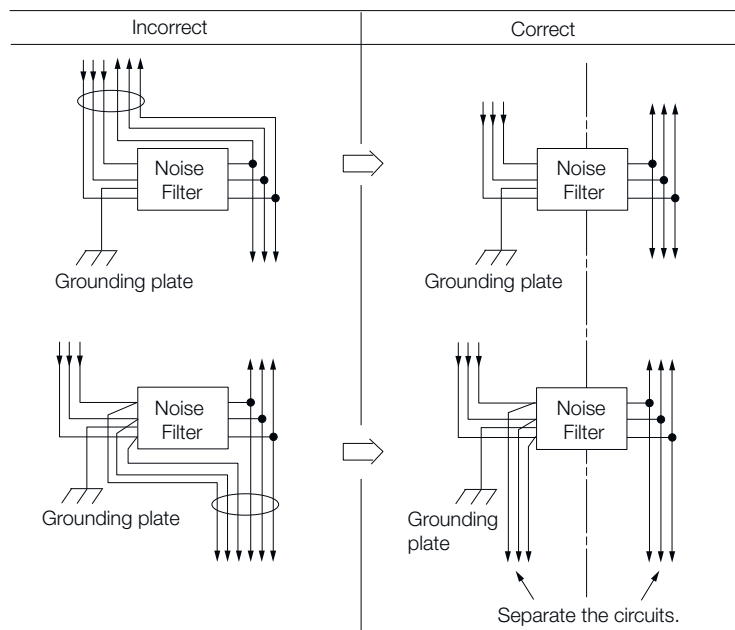 Incorrect
Correct
Noise
Filter
Grounding plate
Noise
Filter
Grounding plate
Noise
Filter
Grounding plate
Noise
Filter
Grounding
plate
Separate the circuits.